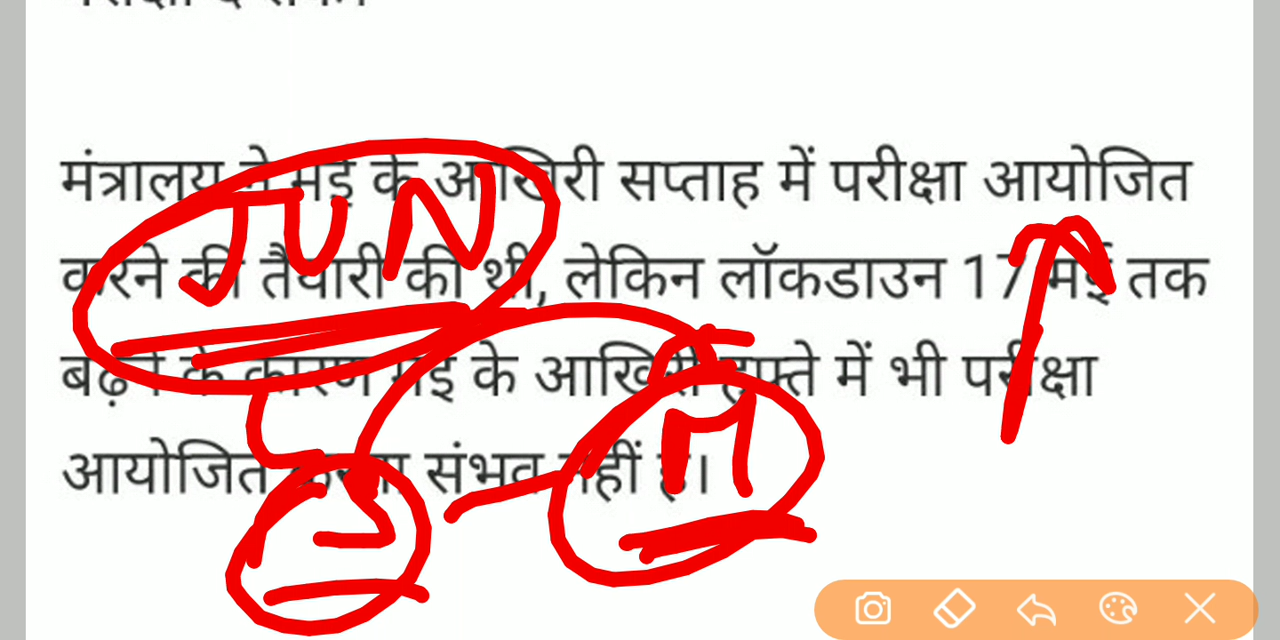 मंत्रालय ने मई के आखिरी सप्ताह में परीक्षा आयोजित
करने की तैयारी की थी, लेकिन लॉकडाउन 17 मई तक
बढ़ने के कारण मई के आखिरी हफ्ते में भी परीक्षा
आयोजित करना संभव नहीं है।
JUN
M